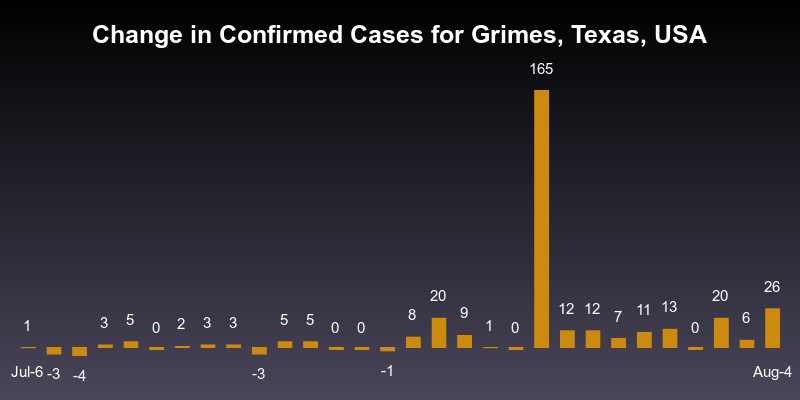 Change in Confirmed Cases for Grimes, Texas, USA
165
1 3 5 0 2 3 3 5 5 0 0 8 20 9 1 0 12 12 7 11 13 0 20 6 26
Jul-6 -3 -4 -3 -1 Aug-4